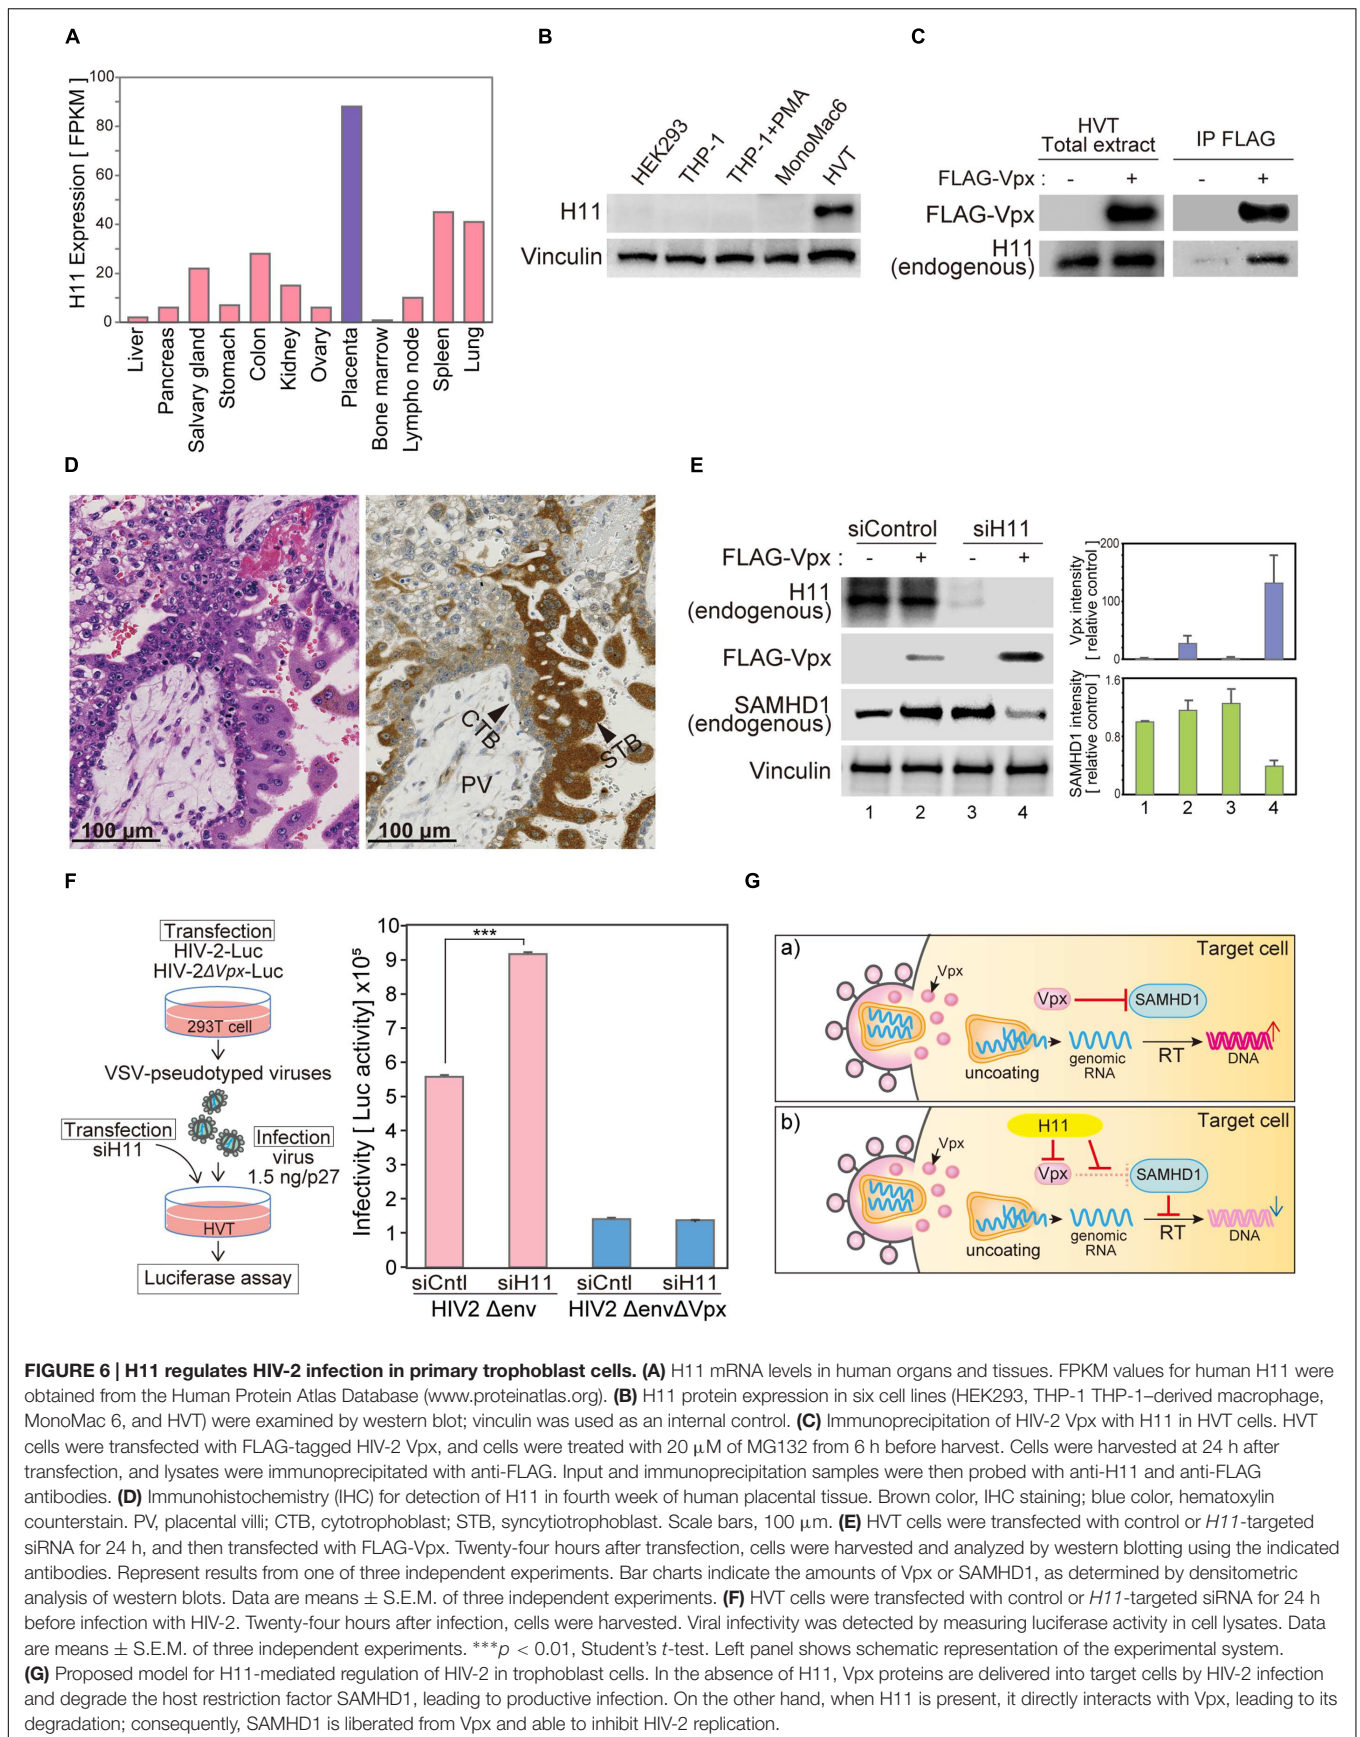 A
H11 Expression [ FPKM ]
100
80
60
40
20
0
Liver
Pancreas
Salvary gland
Stomach
Colon
Kidney
Ovary
Placenta
Bone marrow
Lympho node
Spleen
Lung
B
HEK293
THP-1
THP-1+PMA
MonoMac6
HVT
H11
Vinculin
C
HVT
Total extract
IP FLAG
FLAG-Vpx : - + - +
FLAG-Vpx
H11
(endogenous)
D
100 µm
CTB
STB
PV
100 µm
E
siControl siH11
FLAG-Vpx : - + - +
H11
(endogenous)
FLAG-Vpx
SAMHD1
(endogenous)
Vinculin
1 2 3 4
Vpx intensity
[ relative control ]
200
100
0
SAMHD1 intensity
[ relative control ]
1.6
0.8
0
1 2 3 4
F
Transfection
HIV-2-Luc
HIV-2ΔVpx-Luc
293T cell
VSV-pseudotyped viruses
Transfection
siH11
Infection
virus
1.5 ng/p27
HVT
Luciferase assay
Infectivity [ Luc activity] x10⁵
10
9
8
7
6
5
4
3
2
1
0
***
siCntl siH11 siCntl siH11
HIV2 Δenv HIV2 ΔenvΔVpx
G
a)
Target cell
Vpx
Vpx
SAMHD1
uncoating
genomic
RNA
RT
DNA
b)
Target cell
H11
Vpx
Vpx
SAMHD1
uncoating
genomic
RNA
RT
DNA
FIGURE 6 | H11 regulates HIV-2 infection in primary trophoblast cells. (A) H11 mRNA levels in human organs and tissues. FPKM values for human H11 were
obtained from the Human Protein Atlas Database (www.proteinatlas.org). (B) H11 protein expression in six cell lines (HEK293, THP-1 THP-1–derived macrophage,
MonoMac 6, and HVT) were examined by western blot; vinculin was used as an internal control. (C) Immunoprecipitation of HIV-2 Vpx with H11 in HVT cells. HVT
cells were transfected with FLAG-tagged HIV-2 Vpx, and cells were treated with 20 µM of MG132 from 6 h before harvest. Cells were harvested at 24 h after
transfection, and lysates were immunoprecipitated with anti-FLAG. Input and immunoprecipitation samples were then probed with anti-H11 and anti-FLAG
antibodies. (D) Immunohistochemistry (IHC) for detection of H11 in fourth week of human placental tissue. Brown color, IHC staining; blue color, hematoxylin
counterstain. PV, placental villi; CTB, cytotrophoblast; STB, syncytiotrophoblast. Scale bars, 100 µm. (E) HVT cells were transfected with control or H11-targeted
siRNA for 24 h, and then transfected with FLAG-Vpx. Twenty-four hours after transfection, cells were harvested and analyzed by western blotting using the indicated
antibodies. Represent results from one of three independent experiments. Bar charts indicate the amounts of Vpx or SAMHD1, as determined by densitometric
analysis of western blots. Data are means ± S.E.M. of three independent experiments. (F) HVT cells were transfected with control or H11-targeted siRNA for 24 h
before infection with HIV-2. Twenty-four hours after infection, cells were harvested. Viral infectivity was detected by measuring luciferase activity in cell lysates. Data
are means ± S.E.M. of three independent experiments. ***p < 0.01, Student's t-test. Left panel shows schematic representation of the experimental system.
(G) Proposed model for H11-mediated regulation of HIV-2 in trophoblast cells. In the absence of H11, Vpx proteins are delivered into target cells by HIV-2 infection
and degrade the host restriction factor SAMHD1, leading to productive infection. On the other hand, when H11 is present, it directly interacts with Vpx, leading to its
degradation; consequently, SAMHD1 is liberated from Vpx and able to inhibit HIV-2 replication.